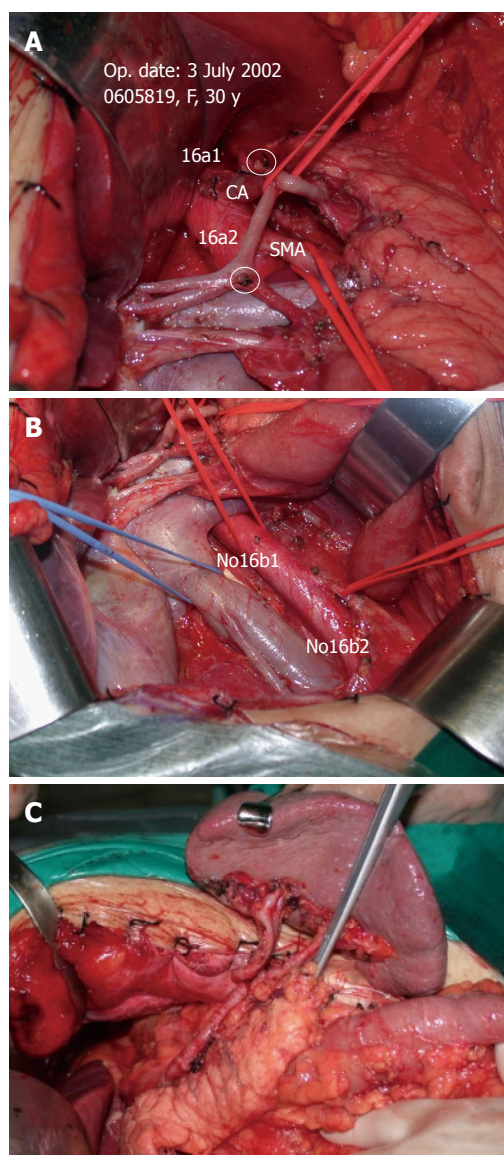 A
Op. date: 3 July 2002
0605819, F, 30 y
16a1
CA
16a2
SMA
B
No16b1
No16b2
C